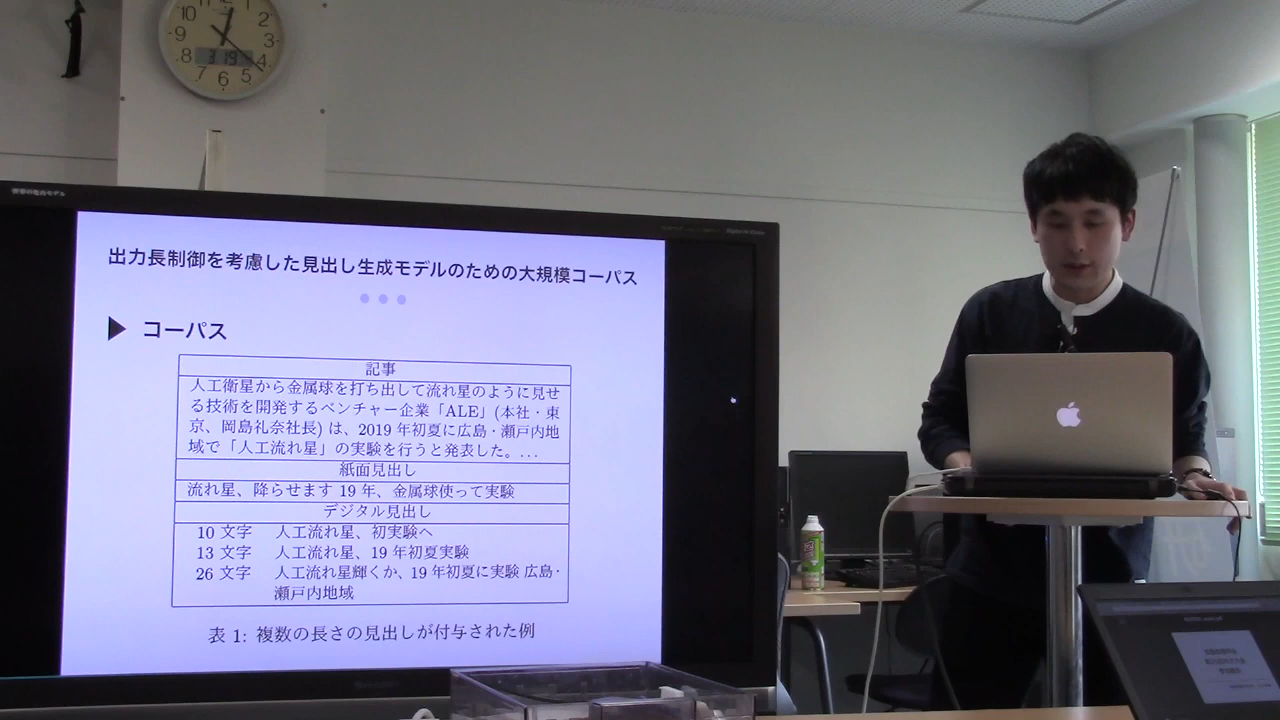 10
2
9
3
8
4
7
6
5
319
出力長制御を考慮した見出し生成モデルのための大規模コーパス
コーパス
記事
人工衛星から金属球を打ち出して流れ星のように見せ
る技術を開発するベンチャー企業「ALE」(本社・東
京、岡島礼奈社長) は、2019 年初夏に広島・瀬戸内地
域で「人工流れ星」の実験を行うと発表した。...
紙面見出し
流れ星、降らせます 19 年、金属球使って実験
デジタル見出し
10 文字 人工流れ星、初実験へ
13 文字 人工流れ星、19 年初夏実験
26 文字 人工流れ星輝くか、19 年初夏に実験 広島・
瀬戸内地域
表 1: 複数の長さの見出しが付与された例